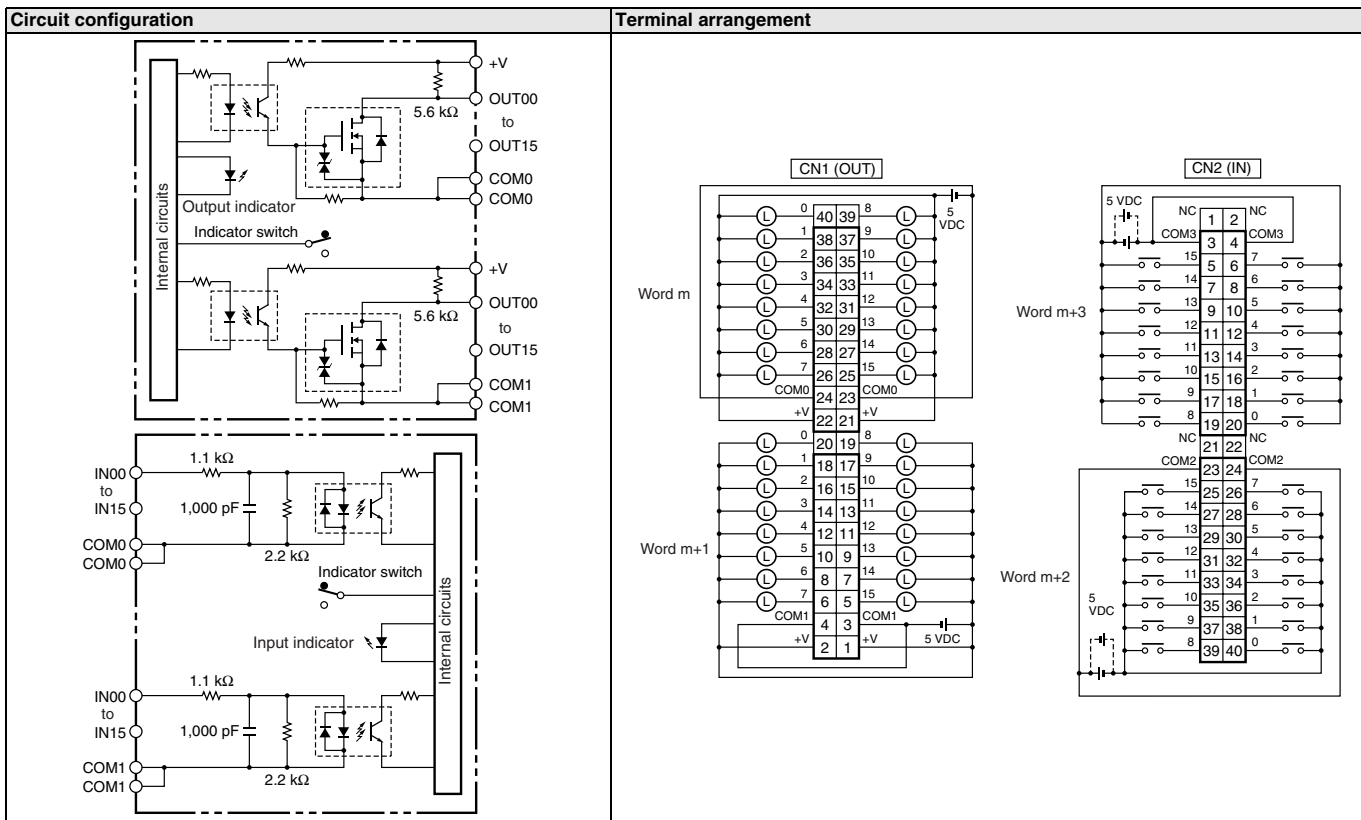 Circuit configuration
Terminal arrangement
+V
OUT00
5.6 kΩ
to
OUT15
COM0
COM0
Internal circuits
Output indicator
Indicator switch
+V
OUT00
5.6 kΩ
to
OUT15
COM1
COM1
IN00
to
IN15
COM0
COM0
1.1 kΩ
1,000 pF
2.2 kΩ
Indicator switch
Input indicator
Internal circuits
IN00
to
IN15
COM1
COM1
1.1 kΩ
1,000 pF
2.2 kΩ
CN1 (OUT)
5 VDC
Word m
L 0 40 39 8 L
L 1 38 37 9 L
L 2 36 35 10 L
L 3 34 33 11 L
L 4 32 31 12 L
L 5 30 29 13 L
L 6 28 27 14 L
L 7 26 25 15 L
COM0 24 23 COM0
+V 22 21 +V
Word m+1
L 0 20 19 8 L
L 1 18 17 9 L
L 2 16 15 10 L
L 3 14 13 11 L
L 4 12 11 12 L
L 5 10 9 13 L
L 6 8 7 14 L
L 7 6 5 15 L
COM1 4 3 COM1
+V 2 1 +V
5 VDC
CN2 (IN)
5 VDC
NC 1 2 NC
COM3 3 4 COM3
Word m+3
15 5 6 7
14 7 8 6
13 9 10 5
12 11 12 4
11 13 14 3
10 15 16 2
9 17 18 1
8 19 20 0
NC 21 22 NC
COM2 23 24 COM2
Word m+2
15 25 26 7
14 27 28 6
13 29 30 5
12 31 32 4
11 33 34 3
10 35 36 2
9 37 38 1
8 39 40 0
5
VDC